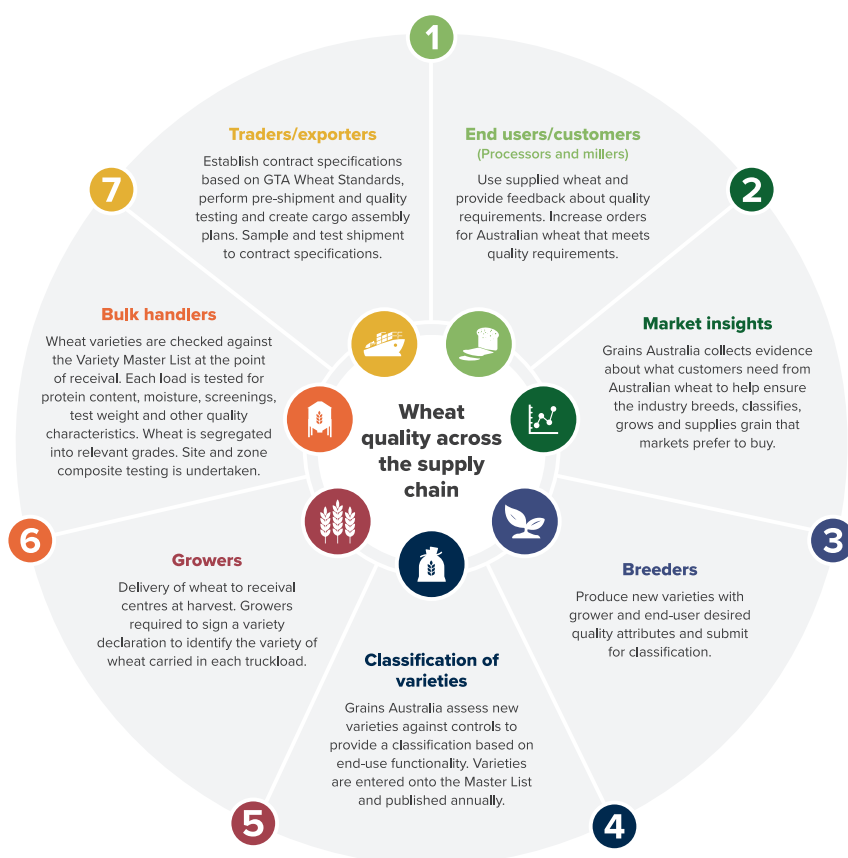 Wheat
quality across
the supply
chain
1
End users/customers
(Processors and millers)
Use supplied wheat and
provide feedback about quality
requirements. Increase orders
for Australian wheat that meets
quality requirements.
2
Market insights
Grains Australia collects evidence
about what customers need from
Australian wheat to help ensure
the industry breeds, classifies,
grows and supplies grain that
markets prefer to buy.
3
Breeders
Produce new varieties with
grower and end-user desired
quality attributes and submit
for classification.
4
Classification of
varieties
Grains Australia assess new
varieties against controls to
provide a classification based on
end-use functionality. Varieties
are entered onto the Master List
and published annually.
5
Growers
Delivery of wheat to receival
centres at harvest. Growers
required to sign a variety
declaration to identify the variety of
wheat carried in each truckload.
6
Bulk handlers
Wheat varieties are checked against
the Variety Master List at the point
of receival. Each load is tested for
protein content, moisture, screenings,
test weight and other quality
characteristics. Wheat is segregated
into relevant grades. Site and zone
composite testing is undertaken.
7
Traders/exporters
Establish contract specifications
based on GTA Wheat Standards,
perform pre-shipment and quality
testing and create cargo assembly
plans. Sample and test shipment
to contract specifications.